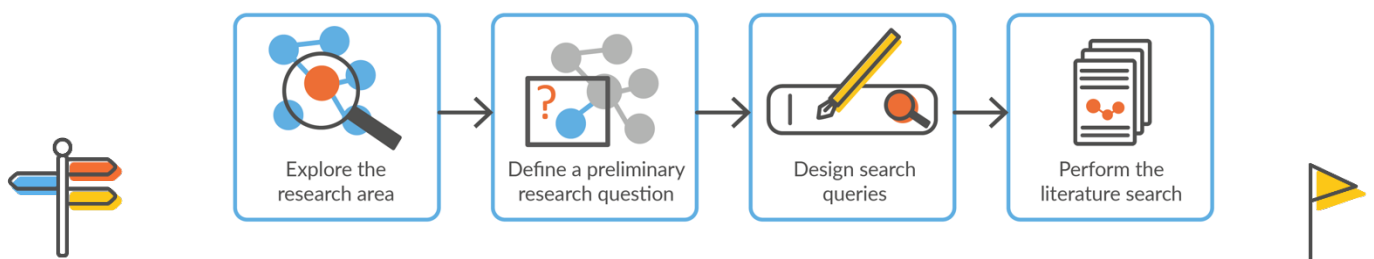 ?
Explore the
research area
Define a preliminary
research question
Design search
queries
Perform the
literature search